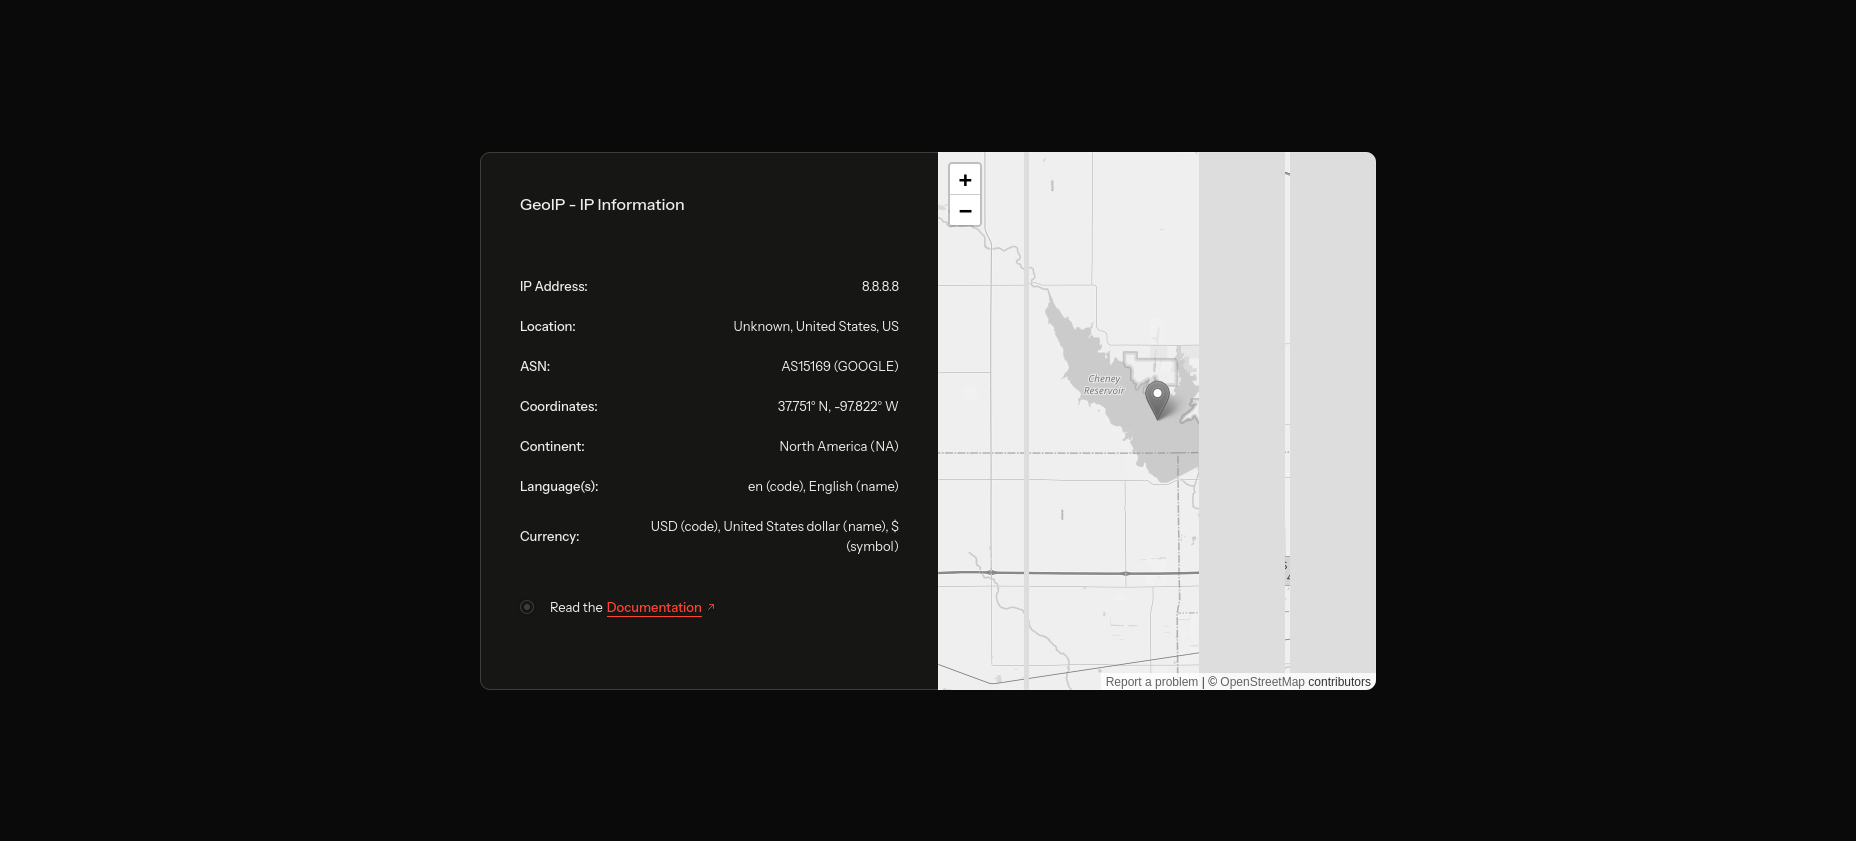 GeoIP - IP Information
IP Address: 8.8.8.8
Location: Unknown, United States, US
ASN: AS15169 (GOOGLE)
Coordinates: 37.751° N, -97.822° W
Continent: North America (NA)
Language(s): en (code), English (name)
Currency: USD (code), United States dollar (name), $
(symbol)
Read the Documentation ↗
+
−
Cheney
Reservoir
Report a problem | © OpenStreetMap contributors